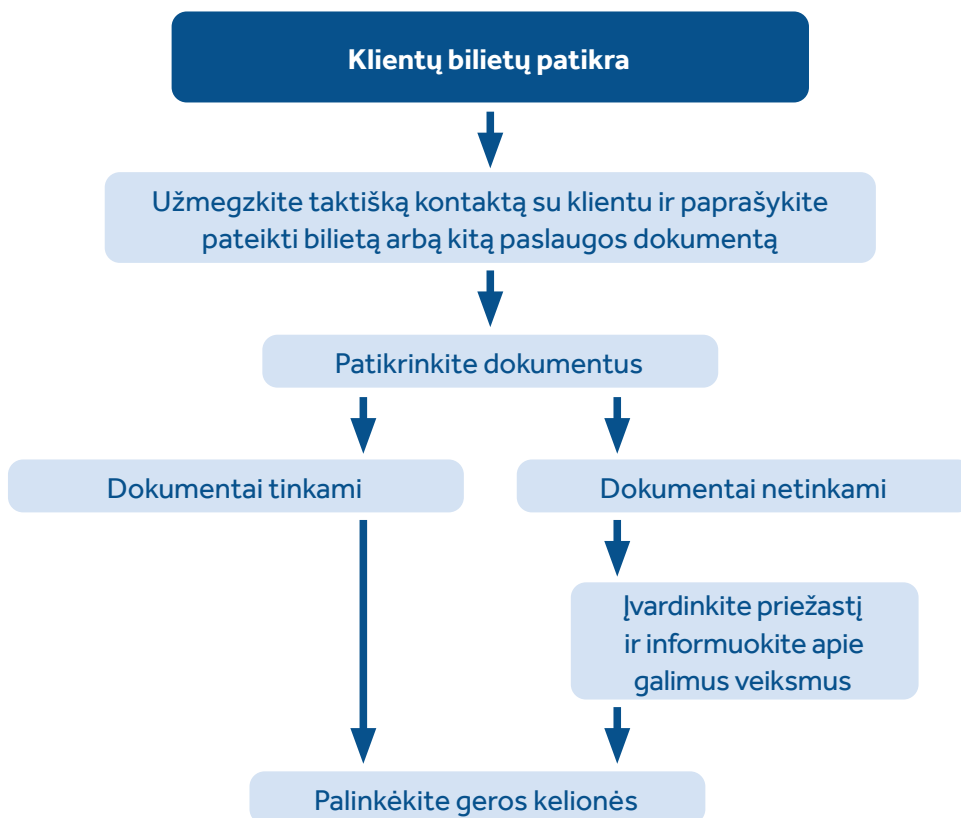 Klientų bilietų patikra
Užmegzkite taktišką kontaktą su klientu ir paprašykite
pateikti bilietą arbą kitą paslaugos dokumentą
Patikrinkite dokumentus
Dokumentai tinkami
Dokumentai netinkami
Įvardinkite priežastį
ir informuokite apie
galimus veiksmus
Palinkėkite geros kelionės